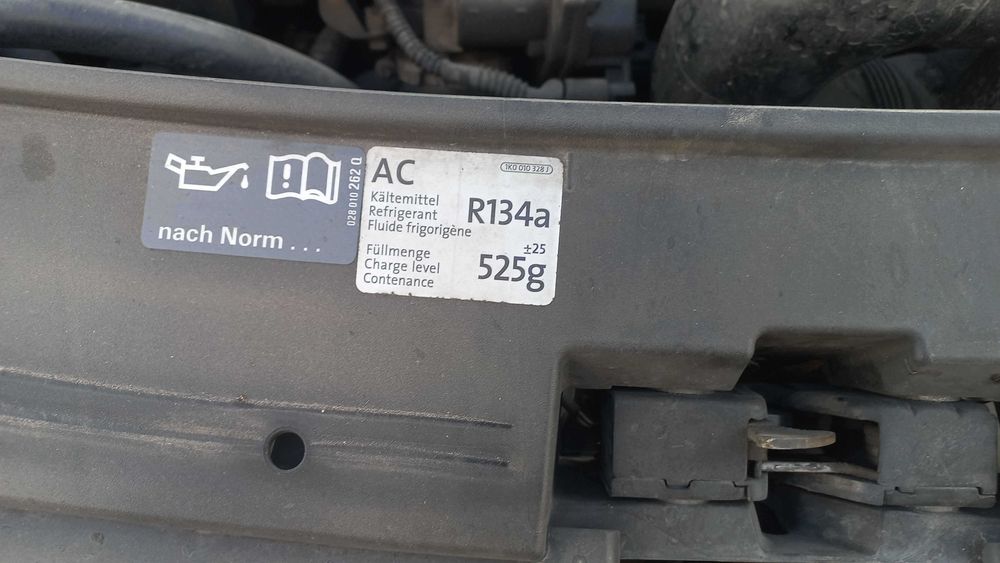 028 010 262 Q
nach Norm ...
AC
1K0 010 328 J
Kältemittel
Refrigerant
Fluide frigorigène
R134a
Füllmenge
Charge level
Contenance
±25
525g